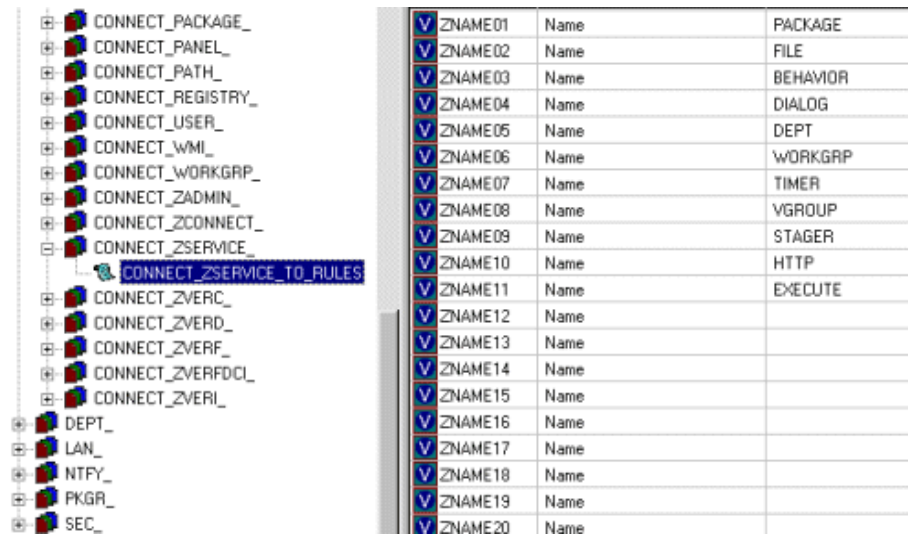 CONNECT_PACKAGE_
CONNECT_PANEL_
CONNECT_PATH_
CONNECT_REGISTRY_
CONNECT_USER_
CONNECT_WMI_
CONNECT_WORKGRP_
CONNECT_ZADMIN_
CONNECT_ZCONNECT_
CONNECT_ZSERVICE_
CONNECT_ZSERVICE_TO_RULES
CONNECT_ZVERC_
CONNECT_ZVERD_
CONNECT_ZVERF_
CONNECT_ZVERFDCI_
CONNECT_ZVERI_
DEPT_
LAN_
NTFY_
PKGR_
SEC_
V ZNAME01 Name PACKAGE
V ZNAME02 Name FILE
V ZNAME03 Name BEHAVIOR
V ZNAME04 Name DIALOG
V ZNAME05 Name DEPT
V ZNAME06 Name WORKGRP
V ZNAME07 Name TIMER
V ZNAME08 Name VGROUP
V ZNAME09 Name STAGER
V ZNAME10 Name HTTP
V ZNAME11 Name EXECUTE
V ZNAME12 Name
V ZNAME13 Name
V ZNAME14 Name
V ZNAME15 Name
V ZNAME16 Name
V ZNAME17 Name
V ZNAME18 Name
V ZNAME19 Name
V ZNAME20 Name